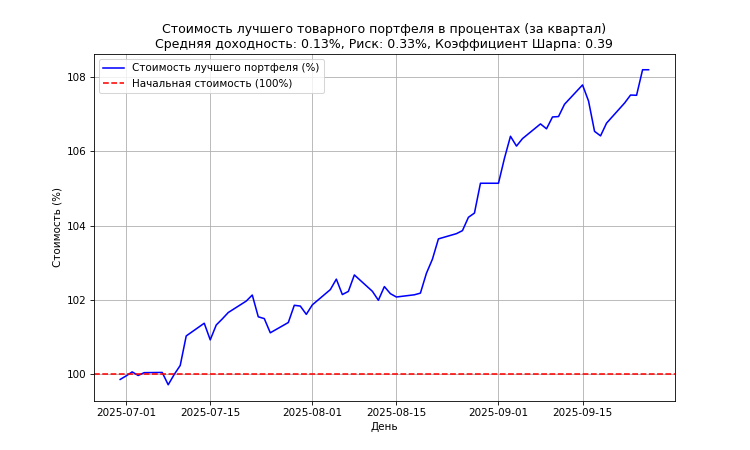 Стоимость лучшего товарного портфеля в процентах (за квартал)
Средняя доходность: 0.13%, Риск: 0.33%, Коэффициент Шарпа: 0.39
Стоимость лучшего портфеля (%)
Начальная стоимость (100%)
Стоимость (%)
108
106
104
102
100
2025-07-01
2025-07-15
2025-08-01
2025-08-15
2025-09-01
2025-09-15
День